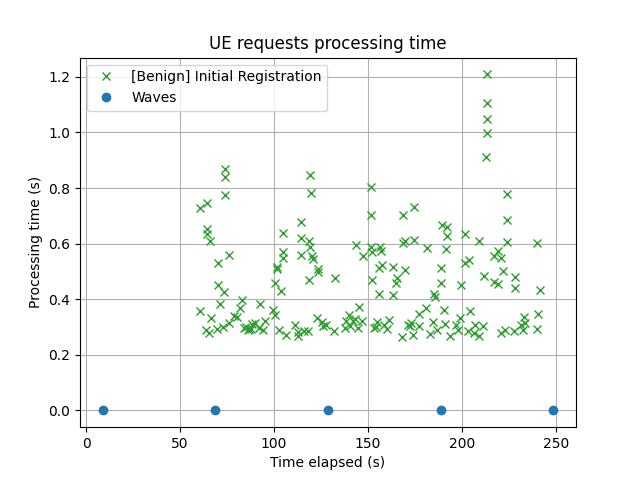 UE requests processing time
[Benign] Initial Registration
Waves
Processing time (s)
1.2
1.0
0.8
0.6
0.4
0.2
0.0
0
50
100
150
200
250
Time elapsed (s)